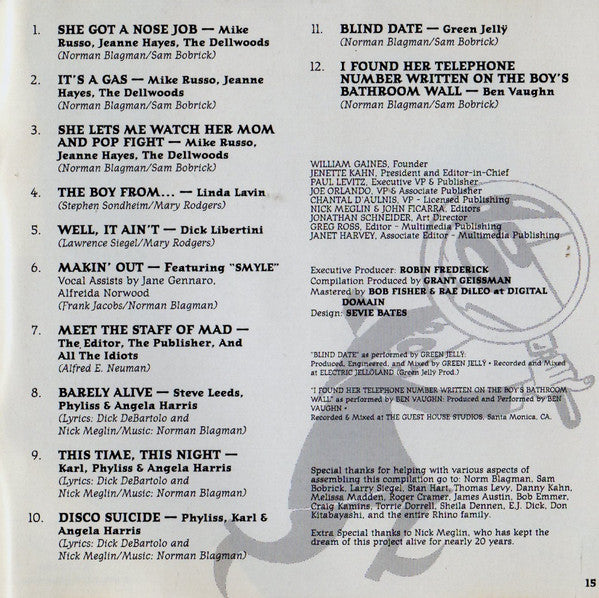 1. SHE GOT A NOSE JOB — Mike
Russo, Jeanne Hayes, The Dellwoods
(Norman Blagman/Sam Bobrick)
2. IT'S A GAS — Mike Russo, Jeanne
Hayes, The Dellwoods
(Norman Blagman/Sam Bobrick)
3. SHE LETS ME WATCH HER MOM
AND POP FIGHT — Mike Russo,
Jeanne Hayes, The Dellwoods
(Norman Blagman/Sam Bobrick)
4. THE BOY FROM... — Linda Lavin
(Stephen Sondheim/Mary Rodgers)
5. WELL, IT AIN'T — Dick Libertini
(Lawrence Siegel/Mary Rodgers)
6. MAKIN' OUT — Featuring "SMYLE"
Vocal Assists by Jane Gennaro,
Alfreida Norwood
(Frank Jacobs/Norman Blagman)
7. MEET THE STAFF OF MAD —
The Editor, The Publisher, And
All The Idiots
(Alfred E. Neuman)
8. BARELY ALIVE — Steve Leeds,
Phyliss & Angela Harris
(Lyrics: Dick DeBartolo and
Nick Meglin/Music: Norman Blagman)
9. THIS TIME, THIS NIGHT —
Karl, Phyliss & Angela Harris
(Lyrics: Dick DeBartolo and
Nick Meglin/Music: Norman Blagman)
10. DISCO SUICIDE — Phyliss, Karl &
Angela Harris
(Lyrics: Dick DeBartolo and
Nick Meglin/Music: Norman Blagman)
11. BLIND DATE — Green Jellÿ
(Norman Blagman/Sam Bobrick)
12. I FOUND HER TELEPHONE
NUMBER WRITTEN ON THE BOY'S
BATHROOM WALL — Ben Vaughn
(Norman Blagman/Sam Bobrick)
WILLIAM GAINES, Founder
JENETTE KAHN, President and Editor-in-Chief
PAUL LEVITZ, Executive VP & Publisher
JOE ORLANDO, VP & Associate Publisher
CHANTAL D'AULNIS, VP - Licensed Publishing
NICK MEGLIN & JOHN FICARRA, Editors
JONATHAN SCHNEIDER, Art Director
GREG ROSS, Editor - Multimedia Publishing
JANET HARVEY, Associate Editor - Multimedia Publishing
Executive Producer: ROBIN FREDERICK
Compilation Produced by GRANT GEISSMAN
Mastered by BOB FISHER & RAE DiLEO at DIGITAL
DOMAIN
Design: SEVIE BATES
"BLIND DATE" as performed by GREEN JELLŸ:
Produced, Engineered, and Mixed by GREEN JELLŸ • Recorded and Mixed
at ELECTRIC JELLOLAND (Green Jelly Prod.)
"I FOUND HER TELEPHONE NUMBER WRITTEN ON THE BOY'S BATHROOM
WALL" as performed by BEN VAUGHN: Produced and Performed by BEN
VAUGHN •
Recorded & Mixed at THE GUEST HOUSE STUDIOS, Santa Monica, CA.
Special thanks for helping with various aspects of
assembling this compilation go to: Norm Blagman, Sam
Bobrick, Larry Siegel, Stan Hart, Thomas Levy, Danny Kahn,
Melissa Madden, Roger Cramer, James Austin, Bob Emmer,
Craig Kamins, Torrie Dorrell, Sheila Dennen, E.J. Dick, Don
Kitabayashi, and the entire Rhino family.
Extra Special thanks to Nick Meglin, who has kept the
dream of this project alive for nearly 20 years.
15